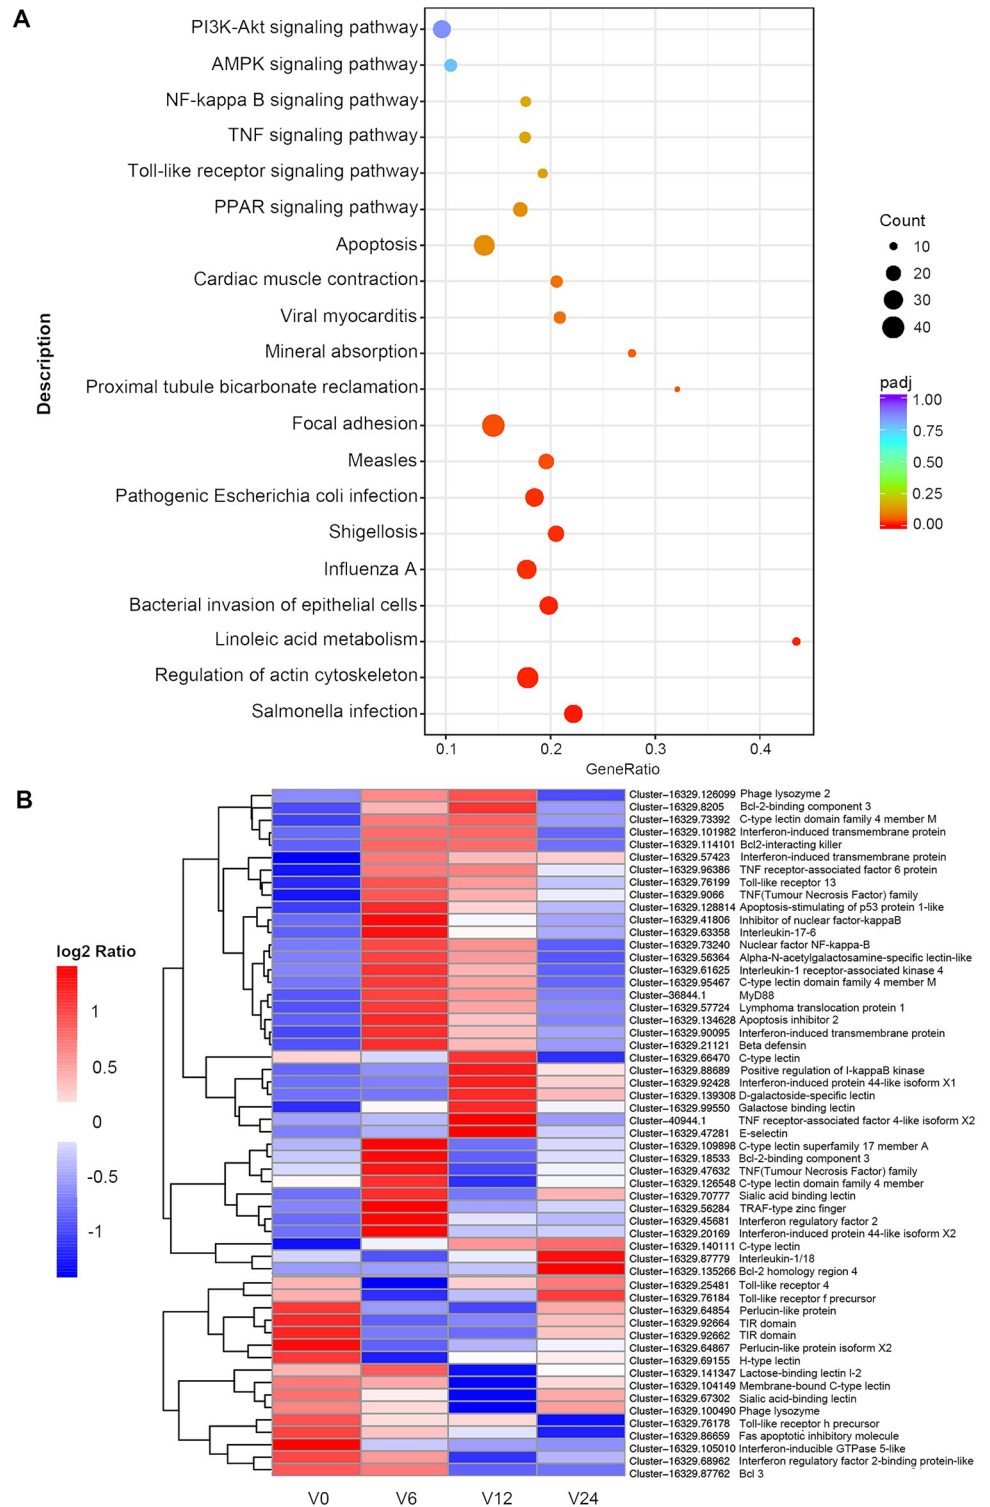 A
PI3K-Akt signaling pathway
AMPK signaling pathway
NF-kappa B signaling pathway
TNF signaling pathway
Toll-like receptor signaling pathway
PPAR signaling pathway
Apoptosis
Cardiac muscle contraction
Viral myocarditis
Mineral absorption
Proximal tubule bicarbonate reclamation
Focal adhesion
Measles
Pathogenic Escherichia coli infection
Shigellosis
Influenza A
Bacterial invasion of epithelial cells
Linoleic acid metabolism
Regulation of actin cytoskeleton
Salmonella infection
Description
0.1 0.2 0.3 0.4
GeneRatio
Count
10
20
30
40
padj
1.00
0.75
0.50
0.25
0.00
B
log2 Ratio
1
0.5
0
-0.5
-1
Cluster-16329.126099 Phage lysozyme 2
Cluster-16329.8205 Bcl-2-binding component 3
Cluster-16329.73392 C-type lectin domain family 4 member M
Cluster-16329.101982 Interferon-induced transmembrane protein
Cluster-16329.114101 Bcl2-interacting killer
Cluster-16329.57423 Interferon-induced transmembrane protein
Cluster-16329.96386 TNF receptor-associated factor 6 protein
Cluster-16329.76199 Toll-like receptor 13
Cluster-16329.9066 TNF(Tumour Necrosis Factor) family
Cluster-16329.128814 Apoptosis-stimulating of p53 protein 1-like
Cluster-16329.41806 Inhibitor of nuclear factor-kappaB
Cluster-16329.63358 Interleukin-17-6
Cluster-16329.73240 Nuclear factor NF-kappa-B
Cluster-16329.56364 Alpha-N-acetylgalactosamine-specific lectin-like
Cluster-16329.61625 Interleukin-1 receptor-associated kinase 4
Cluster-16329.95467 C-type lectin domain family 4 member M
Cluster-36844.1 MyD88
Cluster-16329.57724 Lymphoma translocation protein 1
Cluster-16329.134628 Apoptosis inhibitor 2
Cluster-16329.90095 Interferon-induced transmembrane protein
Cluster-16329.21121 Beta defensin
Cluster-16329.66470 C-type lectin
Cluster-16329.88689 Positive regulation of I-kappaB kinase
Cluster-16329.92428 Interferon-induced protein 44-like isoform X1
Cluster-16329.139308 D-galactoside-specific lectin
Cluster-16329.99550 Galactose binding lectin
Cluster-40944.1 TNF receptor-associated factor 4-like isoform X2
Cluster-16329.47281 E-selectin
Cluster-16329.109898 C-type lectin superfamily 17 member A
Cluster-16329.18533 Bcl-2-binding component 3
Cluster-16329.47632 TNF(Tumour Necrosis Factor) family
Cluster-16329.126548 C-type lectin domain family 4 member
Cluster-16329.70777 Sialic acid binding lectin
Cluster-16329.56284 TRAF-type zinc finger
Cluster-16329.45681 Interferon regulatory factor 2
Cluster-16329.20169 Interferon-induced protein 44-like isoform X2
Cluster-16329.140111 C-type lectin
Cluster-16329.87779 Interleukin-1/18
Cluster-16329.135266 Bcl-2 homology region 4
Cluster-16329.25481 Toll-like receptor 4
Cluster-16329.76184 Toll-like receptor f precursor
Cluster-16329.64854 Perlucin-like protein
Cluster-16329.92664 TIR domain
Cluster-16329.92662 TIR domain
Cluster-16329.64867 Perlucin-like protein isoform X2
Cluster-16329.69155 H-type lectin
Cluster-16329.141347 Lactose-binding lectin l-2
Cluster-16329.104149 Membrane-bound C-type lectin
Cluster-16329.67302 Sialic acid-binding lectin
Cluster-16329.100490 Phage lysozyme
Cluster-16329.76178 Toll-like receptor h precursor
Cluster-16329.86659 Fas apoptotic inhibitory molecule
Cluster-16329.105010 Interferon-inducible GTPase 5-like
Cluster-16329.68962 Interferon regulatory factor 2-binding protein-like
Cluster-16329.87762 Bcl 3
V0 V6 V12 V24